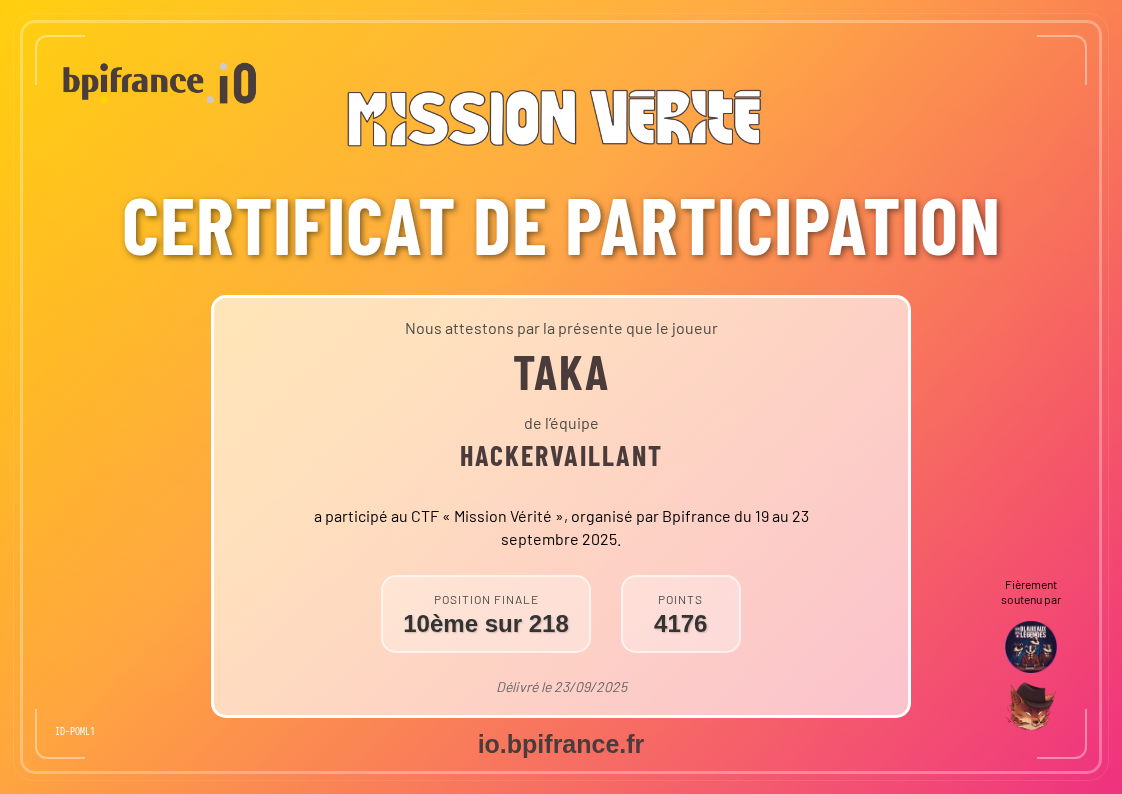 bpifrance .iO
MISSION VÉRITÉ
CERTIFICAT DE PARTICIPATION
Nous attestons par la présente que le joueur
TAKA
de l’équipe
HACKERVAILLANT
a participé au CTF « Mission Vérité », organisé par Bpifrance du 19 au 23
septembre 2025.
POSITION FINALE
10ème sur 218
POINTS
4176
Délivré le 23/09/2025
Fièrement
soutenu par
BLAIREAUX
LÉGENDES
ID-POML1
io.bpifrance.fr